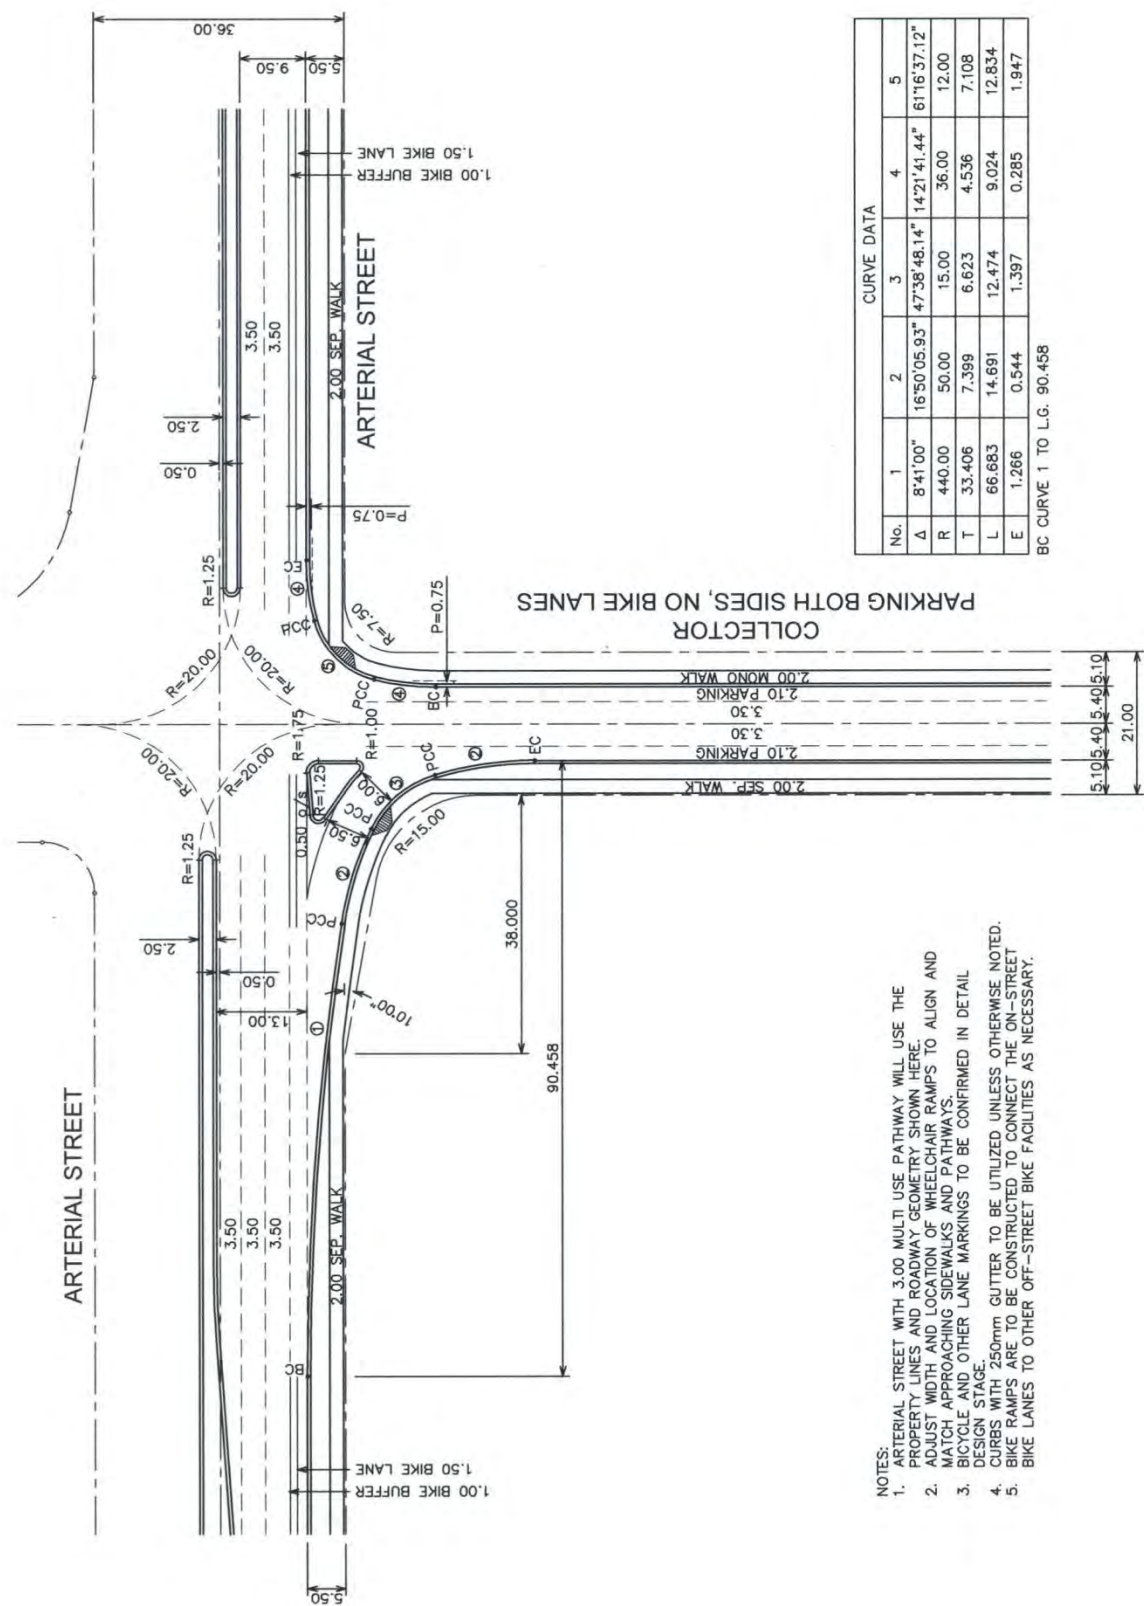 ARTERIAL STREET
36.00
9.50
5.50
1.50 BIKE LANE
1.00 BIKE BUFFER
2.50
0.50
3.50
3.50
2.00 SEP. WALK
ARTERIAL STREET
P=0.75
R=1.25
EC
4
PCC
5
R=7.50
PCC
4
BC
P=0.75
R=20.00
R=20.00
R=20.00
R=20.00
R=1.75
R=1.00
R=1.25
0.50 o/s
6.00
6.50
PCC
3
PCC
2
EC
2
PCC
R=15.00
R=1.25
2.50
0.50
13.00
1
10°00"
38.000
90.458
3.50
3.50
3.50
2.00 SEP. WALK
BC
1.50 BIKE LANE
1.00 BIKE BUFFER
5.50
COLLECTOR
PARKING BOTH SIDES, NO BIKE LANES
2.00 MONO WALK
2.10 PARKING
3.30
3.30
2.10 PARKING
2.00 SEP. WALK
5.10 5.40 5.40 5.10
21.00
CURVE DATA
No. 1 2 3 4 5
Δ 8°41'00" 16°50'05.93" 47°38'48.14" 14°21'41.44" 61°16'37.12"
R 440.00 50.00 15.00 36.00 12.00
T 33.406 7.399 6.623 4.536 7.108
L 66.683 14.691 12.474 9.024 12.834
E 1.266 0.544 1.397 0.285 1.947
BC CURVE 1 TO L.G. 90.458
NOTES:
1. ARTERIAL STREET WITH 3.00 MULTI USE PATHWAY WILL USE THE
PROPERTY LINES AND ROADWAY GEOMETRY SHOWN HERE.
2. ADJUST WIDTH AND LOCATION OF WHEELCHAIR RAMPS TO ALIGN AND
MATCH APPROACHING SIDEWALKS AND PATHWAYS.
3. BICYCLE AND OTHER LANE MARKINGS TO BE CONFIRMED IN DETAIL
DESIGN STAGE.
4. CURBS WITH 250mm GUTTER TO BE UTILIZED UNLESS OTHERWISE NOTED.
5. BIKE RAMPS ARE TO BE CONSTRUCTED TO CONNECT THE ON-STREET
BIKE LANES TO OTHER OFF-STREET BIKE FACILITIES AS NECESSARY.